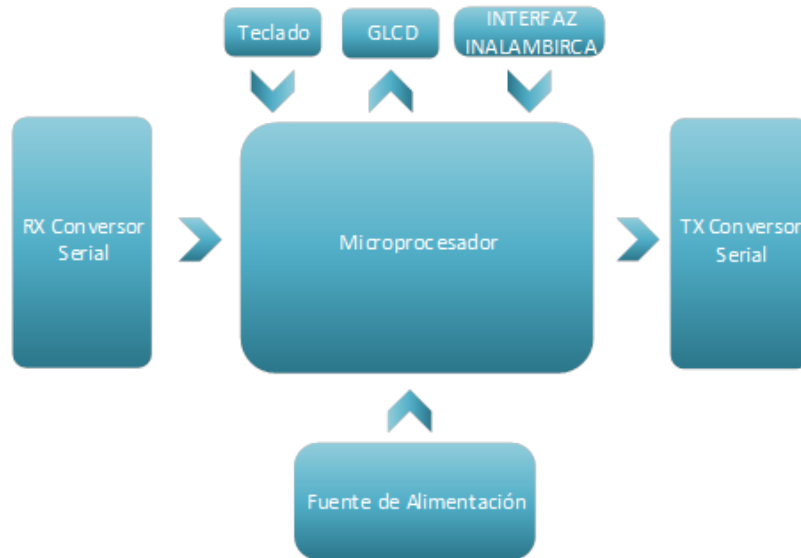 Teclado
GLCD
INTERFAZ
INALAMBIRCA
RX Conversor
Serial
Microprocesador
TX Conversor
Serial
Fuente de Alimentación